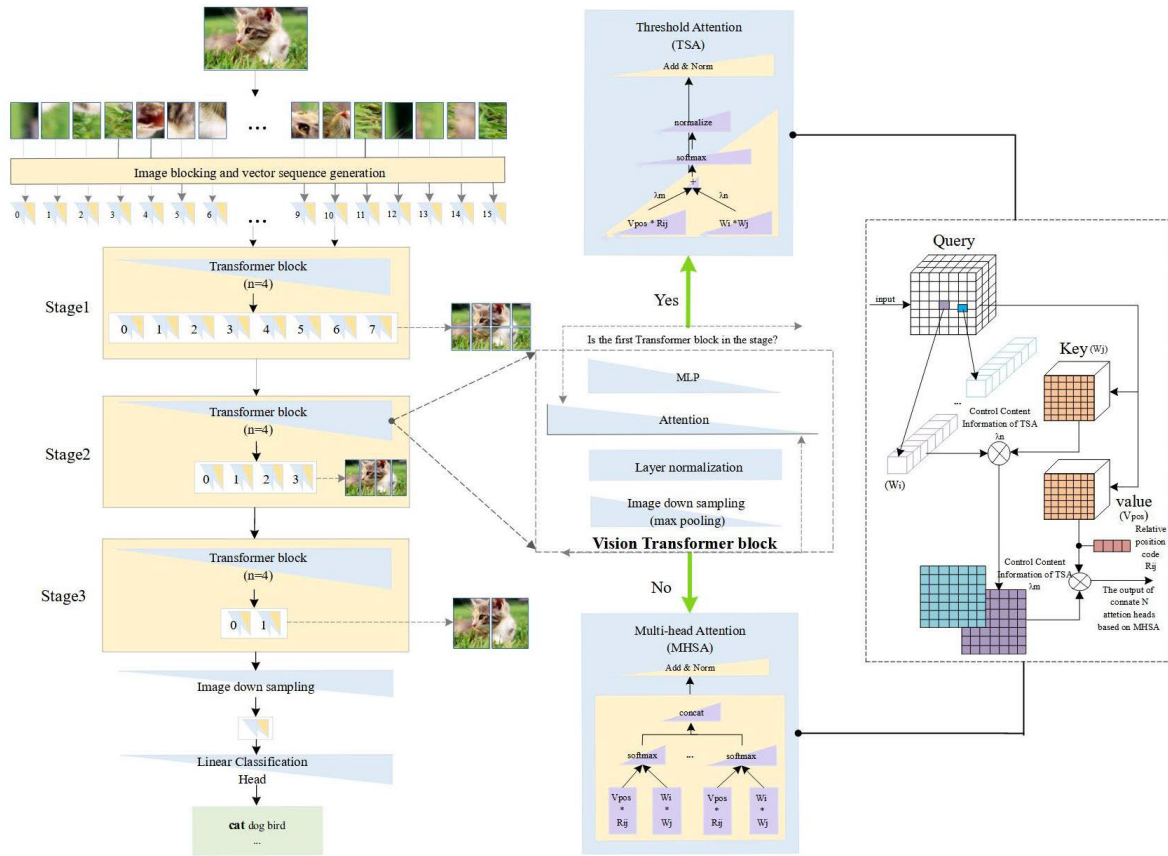 Image blocking and vector sequence generation
0 1 2 3 4 5 6 ... 9 10 11 12 13 14 15
Stage1
Transformer block
(n=4)
0 1 2 3 4 5 6 7
Stage2
Transformer block
(n=4)
0 1 2 3
Stage3
Transformer block
(n=4)
0 1
Image down sampling
Linear Classification
Head
cat dog bird
...
Threshold Attention
(TSA)
Add & Norm
normalize
softmax
+
λm λn
Vpos * Rij Wi *Wj
Yes
Is the first Transformer block in the stage?
MLP
Attention
Layer normalization
Image down sampling
(max pooling)
Vision Transformer block
No
Multi-head Attention
(MHSA)
Add & Norm
concat
softmax ... softmax
Vpos Wi Vpos Wi
* * * *
Rij Wj Rij Wj
Query
input
Key (Wj)
...
Control Content
Information of TSA
λn
(Wi)
value
(Vpos)
Relative
position
code
Rij
Control Content
Information of TSA
λm
The output of
connate N
attetion heads
based on MHSA